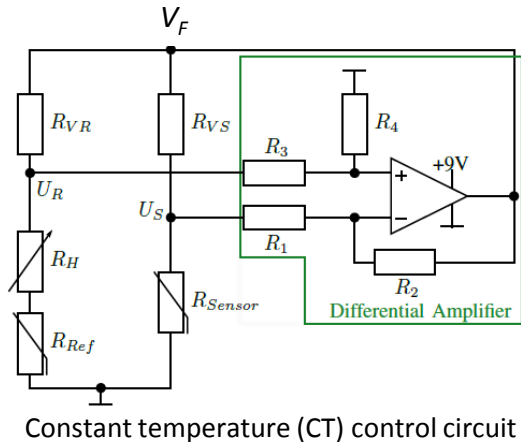 V_F
R_VR
R_VS
R_4
R_3
+9V
+
U_R
U_S
−
R_1
R_H
R_2
R_Sensor
Differential Amplifier
R_Ref
Constant temperature (CT) control circuit